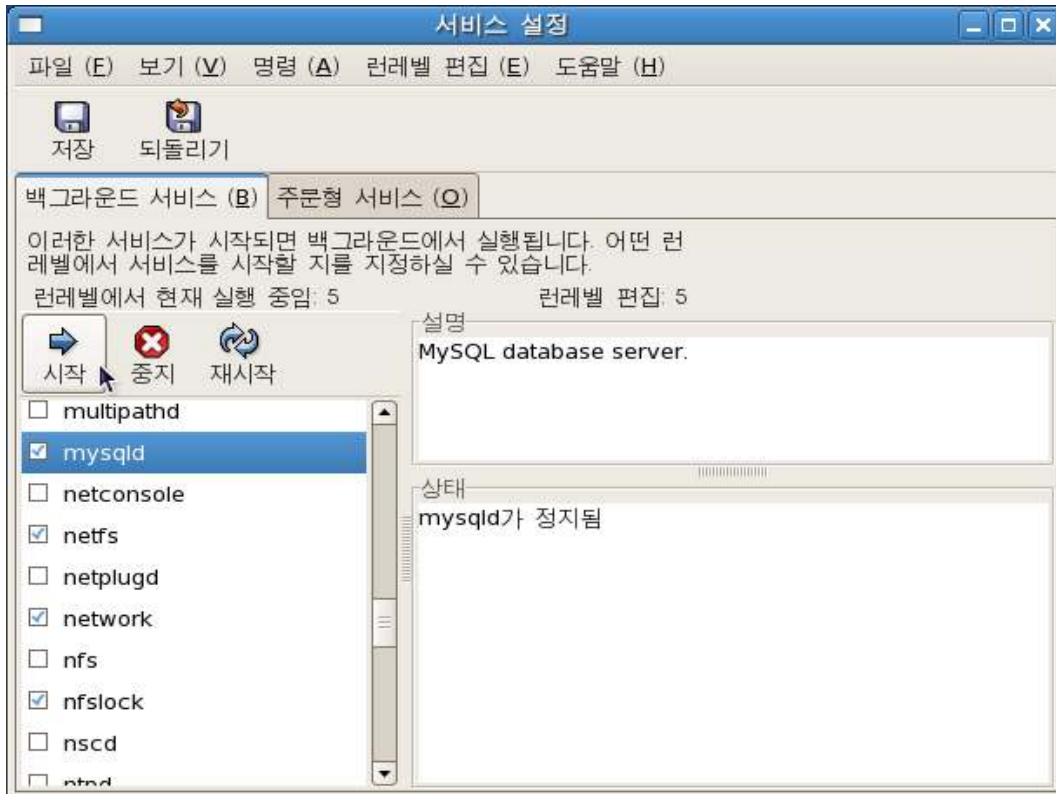 서비스 설정
파일 (F) 보기 (V) 명령 (A) 런레벨 편집 (E) 도움말 (H)
저장 되돌리기
백그라운드 서비스 (B) 주문형 서비스 (O)
이러한 서비스가 시작되면 백그라운드에서 실행됩니다. 어떤 런
레벨에서 서비스를 시작할 지를 지정하실 수 있습니다.
런레벨에서 현재 실행 중임: 5 런레벨 편집: 5
시작 중지 재시작
multipathd
mysqld
netconsole
netfs
netplugd
network
nfs
nfslock
nscd
ntpd
설명
MySQL database server.
상태
mysqld가 정지됨